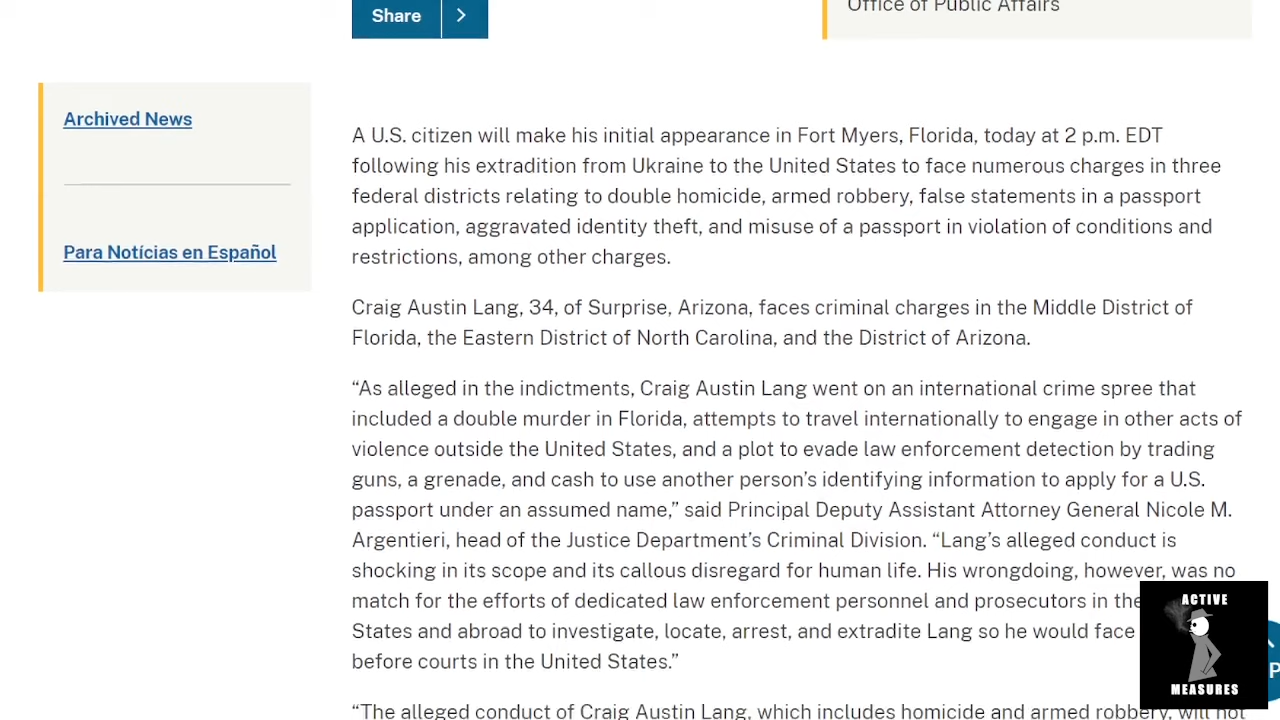 Share
Office of Public Affairs
Archived News
Para Notícias en Español
A U.S. citizen will make his initial appearance in Fort Myers, Florida, today at 2 p.m. EDT
following his extradition from Ukraine to the United States to face numerous charges in three
federal districts relating to double homicide, armed robbery, false statements in a passport
application, aggravated identity theft, and misuse of a passport in violation of conditions and
restrictions, among other charges.
Craig Austin Lang, 34, of Surprise, Arizona, faces criminal charges in the Middle District of
Florida, the Eastern District of North Carolina, and the District of Arizona.
“As alleged in the indictments, Craig Austin Lang went on an international crime spree that
included a double murder in Florida, attempts to travel internationally to engage in other acts of
violence outside the United States, and a plot to evade law enforcement detection by trading
guns, a grenade, and cash to use another person’s identifying information to apply for a U.S.
passport under an assumed name,” said Principal Deputy Assistant Attorney General Nicole M.
Argentieri, head of the Justice Department’s Criminal Division. “Lang’s alleged conduct is
shocking in its scope and its callous disregard for human life. His wrongdoing, however, was no
match for the efforts of dedicated law enforcement personnel and prosecutors in the
States and abroad to investigate, locate, arrest, and extradite Lang so he would face
before courts in the United States.”
“The alleged conduct of Craig Austin Lang, which includes homicide and armed robbery, will not
ACTIVE
MEASURES